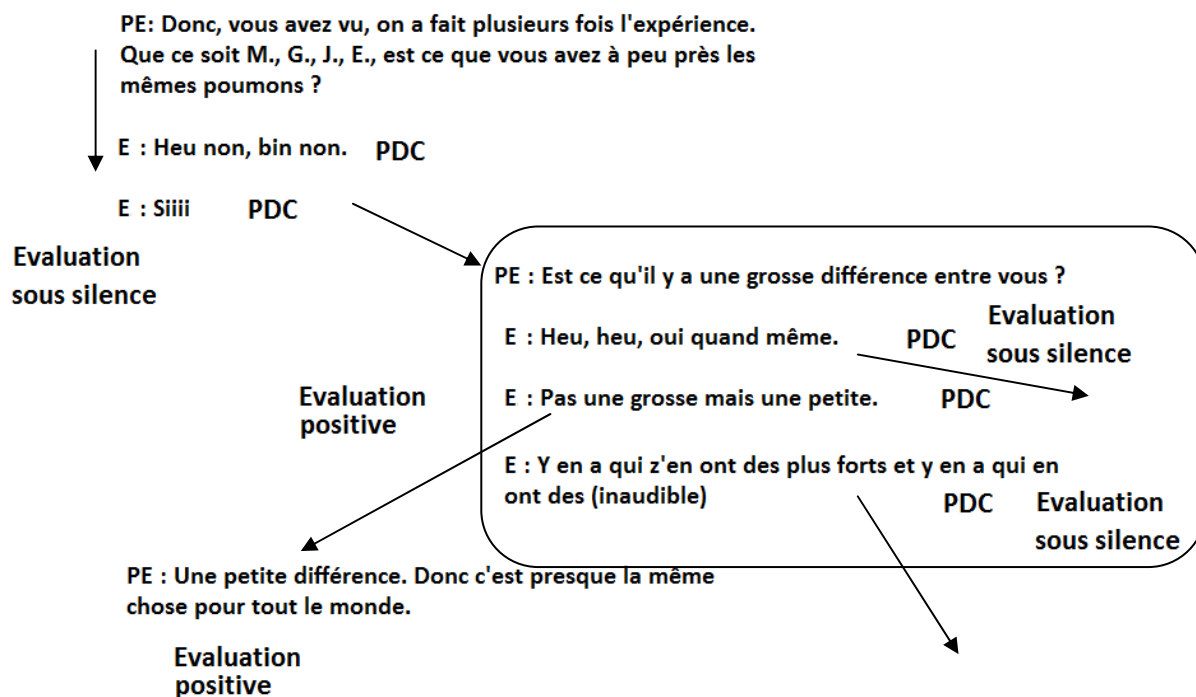 PE: Donc, vous avez vu, on a fait plusieurs fois l'expérience.
Que ce soit M., G., J., E., est ce que vous avez à peu près les
mêmes poumons ?
E : Heu non, bin non. PDC
E : Siiii PDC
Evaluation
sous silence
PE : Est ce qu'il y a une grosse différence entre vous ?
E : Heu, heu, oui quand même. PDC
Evaluation
sous silence
E : Pas une grosse mais une petite. PDC
Evaluation
positive
E : Y en a qui z'en ont des plus forts et y en a qui en
ont des (inaudible)
PDC
Evaluation
sous silence
PE : Une petite différence. Donc c'est presque la même
chose pour tout le monde.
Evaluation
positive